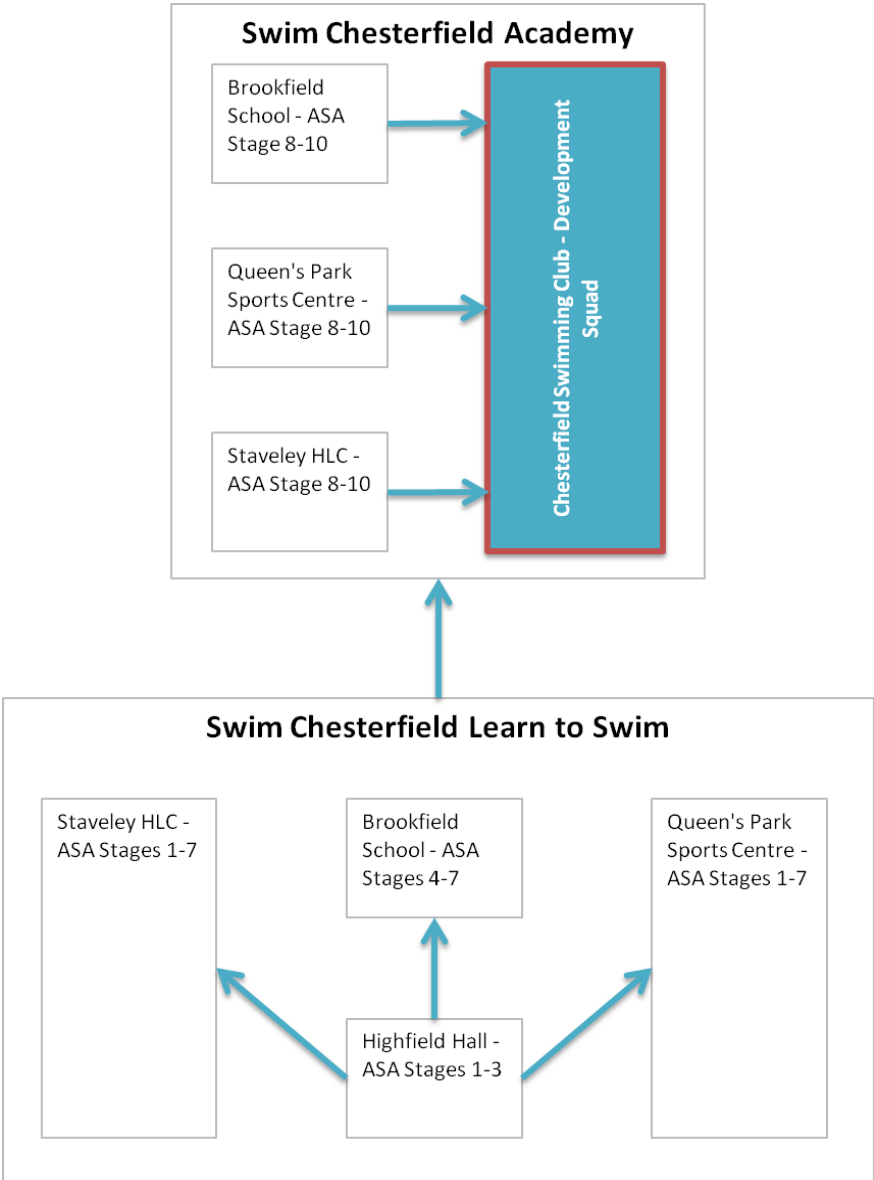 Swim Chesterfield Academy
Brookfield
School - ASA
Stage 8-10
Queen's Park
Sports Centre -
ASA Stage 8-10
Staveley HLC -
ASA Stage 8-10
Chesterfield Swimming Club - Development
Squad
Swim Chesterfield Learn to Swim
Staveley HLC -
ASA Stages 1-7
Brookfield
School - ASA
Stages 4-7
Queen's Park
Sports Centre -
ASA Stages 1-7
Highfield Hall -
ASA Stages 1-3